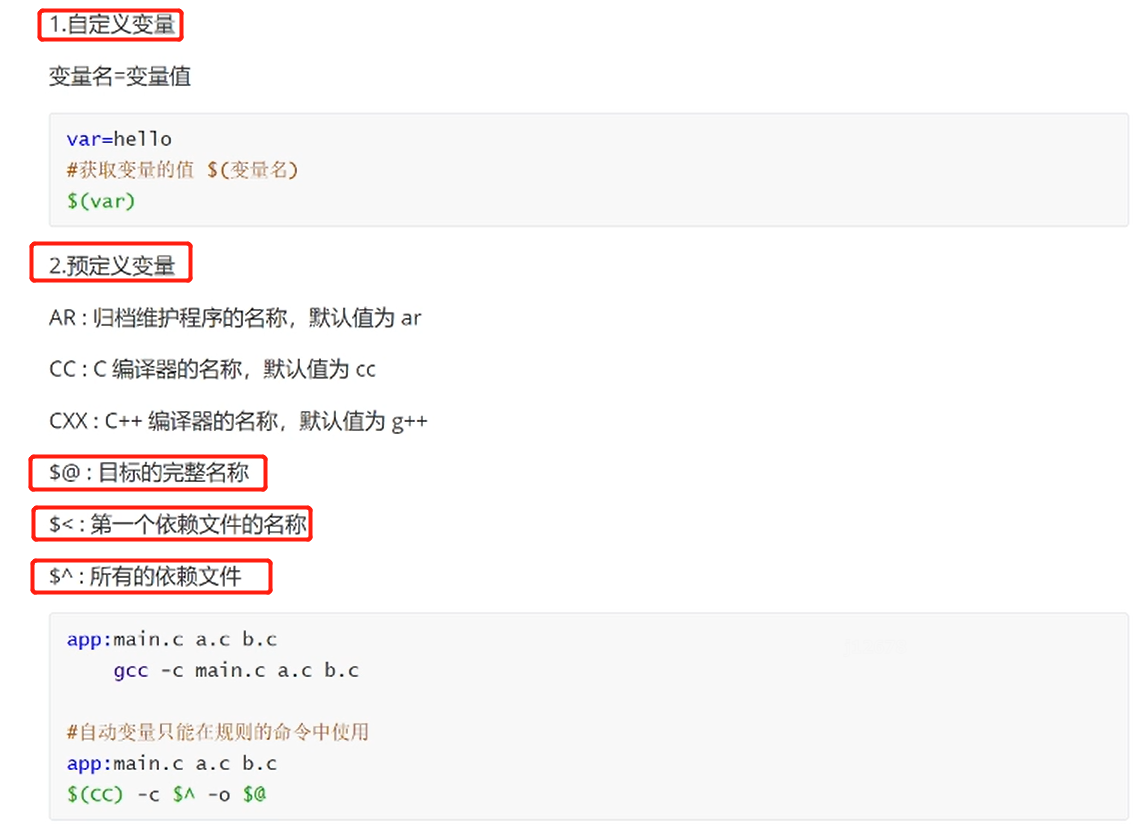 1.自定义变量
变量名=变量值
var=hello
#获取变量的值 $(变量名)
$(var)
2.预定义变量
AR : 归档维护程序的名称，默认值为 ar
CC : C 编译器的名称，默认值为 cc
CXX : C++ 编译器的名称，默认值为 g++
$@ : 目标的完整名称
$< : 第一个依赖文件的名称
$^ : 所有的依赖文件
app:main.c a.c b.c
    gcc -c main.c a.c b.c
#自动变量只能在规则的命令中使用
app:main.c a.c b.c
$(CC) -c $^ -o $@